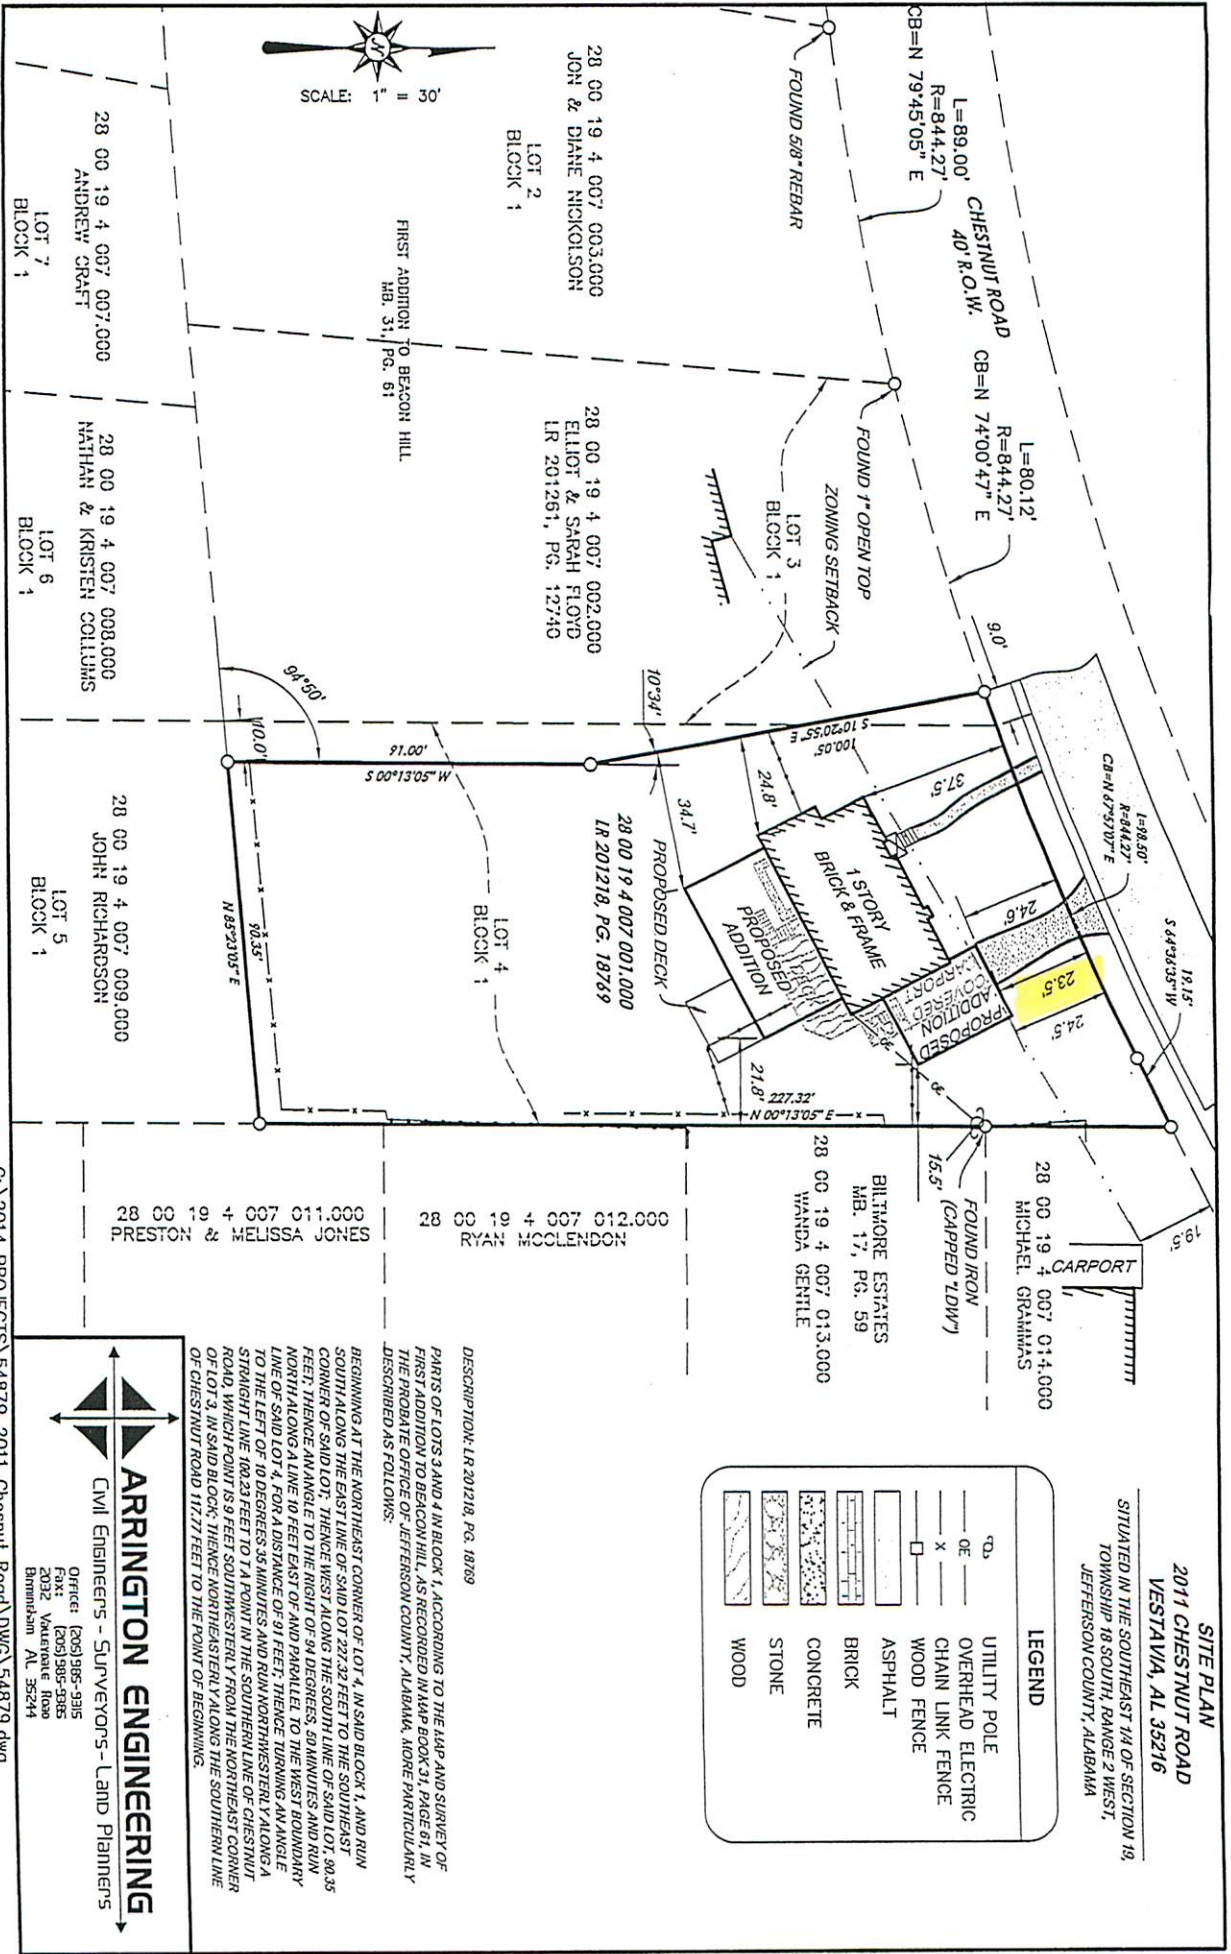 SITE PLAN
2011 CHESTNUT ROAD
VESTAVIA, AL 35216
SITUATED IN THE SOUTHEAST 1/4 OF SECTION 19,
TOWNSHIP 18 SOUTH, RANGE 2 WEST,
JEFFERSON COUNTY, ALABAMA
LEGEND
UTILITY POLE
OE
OVERHEAD ELECTRIC
X
CHAIN LINK FENCE
WOOD FENCE
ASPHALT
BRICK
CONCRETE
STONE
WOOD
L=89.00'
R=844.27'
CB=N 79°45'05" E
CHESTNUT ROAD
40' R.O.W.
L=80.12'
R=844.27'
CB=N 74°00'47" E
9.0'
L=98.50'
R=844.27'
CB=N 67°57'07" E
19.15'
S 64°36'35" W
FOUND 5/8" REBAR
FOUND 1" OPEN TOP
ZONING SETBACK
SCALE: 1" = 30'
28 00 19 4 007 003.000
JON & DIANE NICKOLSON
LOT 2
BLOCK 1
FIRST ADDITION TO BEACON HILL
MB. 31, PG. 61
28 00 19 4 007 002.000
ELLIOT & SARAH FLOYD
LR 201261, PG. 12740
LOT 3
BLOCK 1
S 10°20'55" E
100.05'
10°34'
37.5'
24.6'
23.5'
24.5'
24.8'
34.7'
1 STORY
BRICK & FRAME
PROPOSED
ADDITION
COVERED
CARPORT
PROPOSED
ADDITION
PROPOSED DECK
28 00 19 4 007 001.000
LR 201218, PG. 18769
OE
OE
21.8'
227.32'
N 00°13'05" E
15.5'
FOUND IRON
(CAPPED "LDW")
19.5'
CARPORT
28 00 19 4 007 014.000
MICHAEL GRAMMAS
BILTMORE ESTATES
MB. 17, PG. 59
28 00 19 4 007 013.000
WANDA GENTLE
28 00 19 4 007 012.000
RYAN MCCLENDON
28 00 19 4 007 011.000
PRESTON & MELISSA JONES
91.00'
S 00°13'05" W
94°50'
10.0'
LOT 4
BLOCK 1
90.35'
N 85°23'05" E
28 00 19 4 007 007.000
ANDREW CRAFT
LOT 7
BLOCK 1
28 00 19 4 007 008.000
NATHAN & KRISTEN COLLUMS
LOT 6
BLOCK 1
28 00 19 4 007 009.000
JOHN RICHARDSON
LOT 5
BLOCK 1
DESCRIPTION: LR 201218, PG. 18769
PARTS OF LOTS 3 AND 4 IN BLOCK 1, ACCORDING TO THE MAP AND SURVEY OF
FIRST ADDITION TO BEACON HILL, AS RECORDED IN MAP BOOK 31, PAGE 61, IN
THE PROBATE OFFICE OF JEFFERSON COUNTY, ALABAMA, MORE PARTICULARLY
DESCRIBED AS FOLLOWS:
BEGINNING AT THE NORTHEAST CORNER OF LOT 4, IN SAID BLOCK 1, AND RUN
SOUTH ALONG THE EAST LINE OF SAID LOT 227.32 FEET TO THE SOUTHEAST
CORNER OF SAID LOT; THENCE WEST ALONG THE SOUTH LINE OF SAID LOT, 90.35
FEET; THENCE AN ANGLE TO THE RIGHT OF 94 DEGREES, 50 MINUTES AND RUN
NORTH ALONG A LINE 10 FEET EAST OF AND PARALLEL TO THE WEST BOUNDARY
LINE OF SAID LOT 4, FOR A DISTANCE OF 91 FEET; THENCE TURNING AN ANGLE
TO THE LEFT OF 10 DEGREES 35 MINUTES AND RUN NORTHWESTERLY ALONG A
STRAIGHT LINE 100.23 FEET TO T A POINT IN THE SOUTHERN LINE OF CHESTNUT
ROAD, WHICH POINT IS 9 FEET SOUTHWESTERLY FROM THE NORTHEAST CORNER
OF LOT 3, IN SAID BLOCK; THENCE NORTHEASTERLY ALONG THE SOUTHERN LINE
OF CHESTNUT ROAD 117.77 FEET TO THE POINT OF BEGINNING.
ARRINGTON ENGINEERING
Civil Engineers - Surveyors - Land Planners
Office: (205)985-9315
Fax: (205)985-9385
2032 Valleydale Road
Birmingham AL 35244